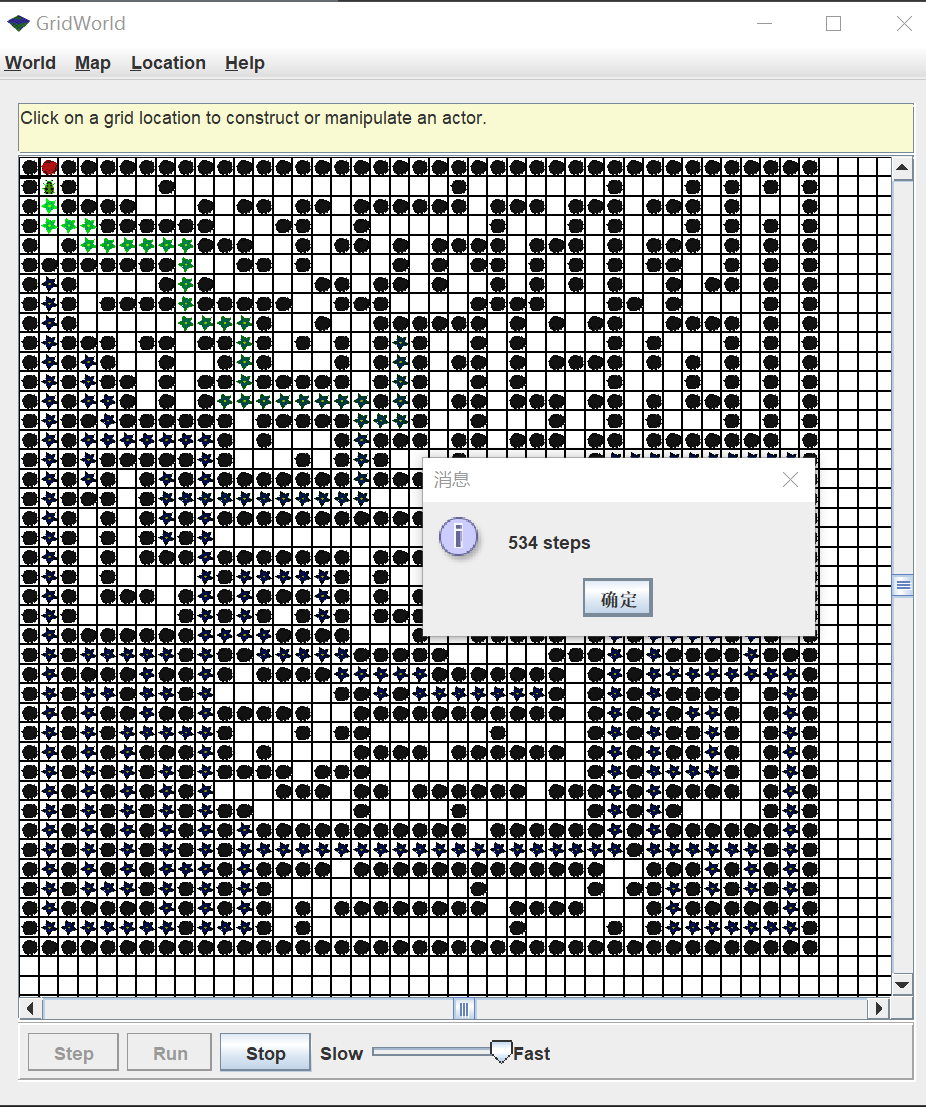 GridWorld
World Map Location Help
Click on a grid location to construct or manipulate an actor.
消息
534 steps
确定
Step Run Stop Slow Fast